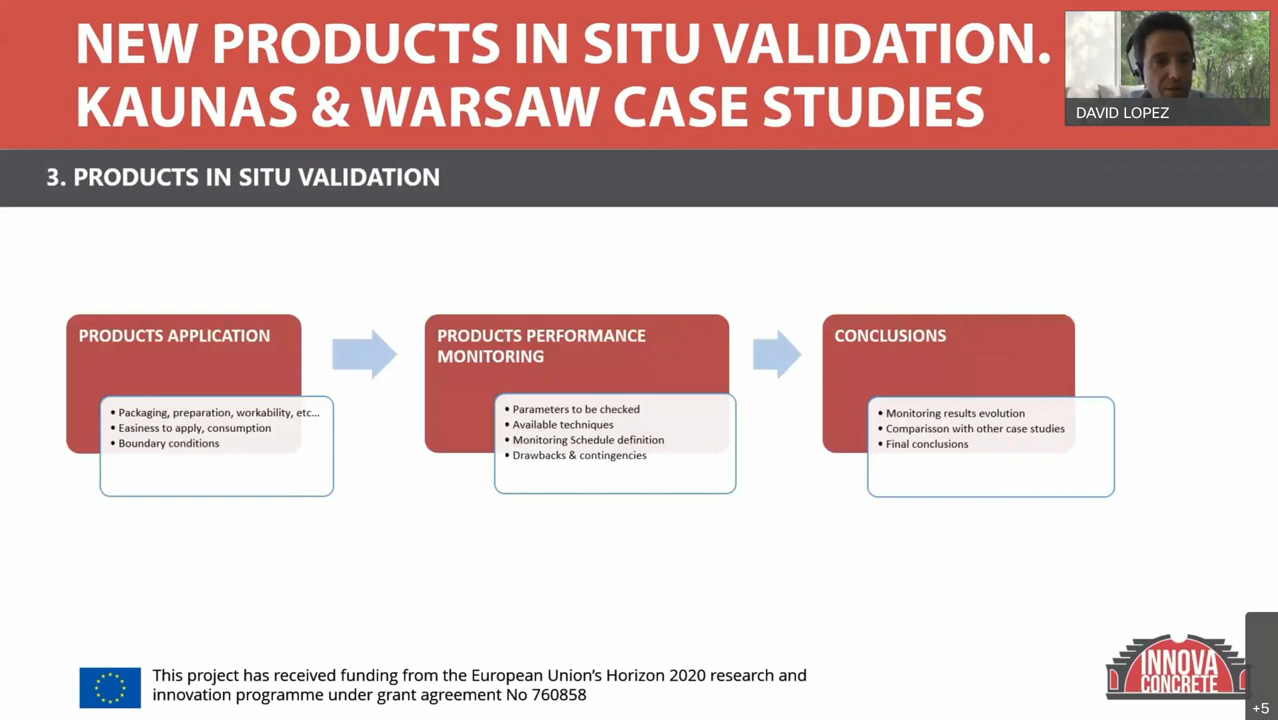 NEW PRODUCTS IN SITU VALIDATION.
KAUNAS & WARSAW CASE STUDIES
DAVID LOPEZ
3. PRODUCTS IN SITU VALIDATION
PRODUCTS APPLICATION
• Packaging, preparation, workability, etc...
• Easiness to apply, consumption
• Boundary conditions
PRODUCTS PERFORMANCE
MONITORING
• Parameters to be checked
• Available techniques
• Monitoring Schedule definition
• Drawbacks & contingencies
CONCLUSIONS
• Monitoring results evolution
• Comparisson with other case studies
• Final conclusions
This project has received funding from the European Union's Horizon 2020 research and
innovation programme under grant agreement No 760858
INNOVA
CONCRETE
+5